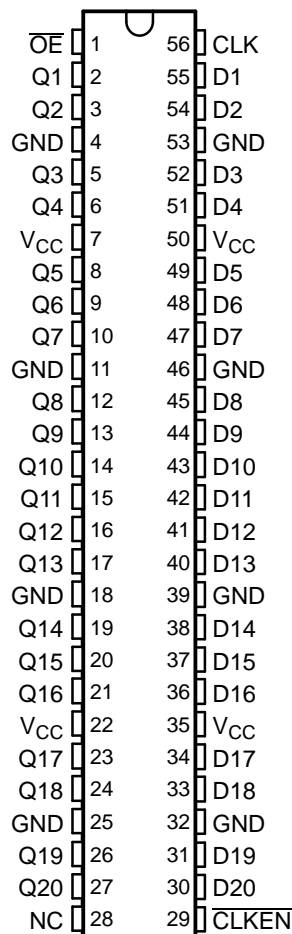 O̅E̅ 1 56 CLK
Q1 2 55 D1
Q2 3 54 D2
GND 4 53 GND
Q3 5 52 D3
Q4 6 51 D4
VCC 7 50 VCC
Q5 8 49 D5
Q6 9 48 D6
Q7 10 47 D7
GND 11 46 GND
Q8 12 45 D8
Q9 13 44 D9
Q10 14 43 D10
Q11 15 42 D11
Q12 16 41 D12
Q13 17 40 D13
GND 18 39 GND
Q14 19 38 D14
Q15 20 37 D15
Q16 21 36 D16
VCC 22 35 VCC
Q17 23 34 D17
Q18 24 33 D18
GND 25 32 GND
Q19 26 31 D19
Q20 27 30 D20
NC 28 29 C̅L̅K̅E̅N̅